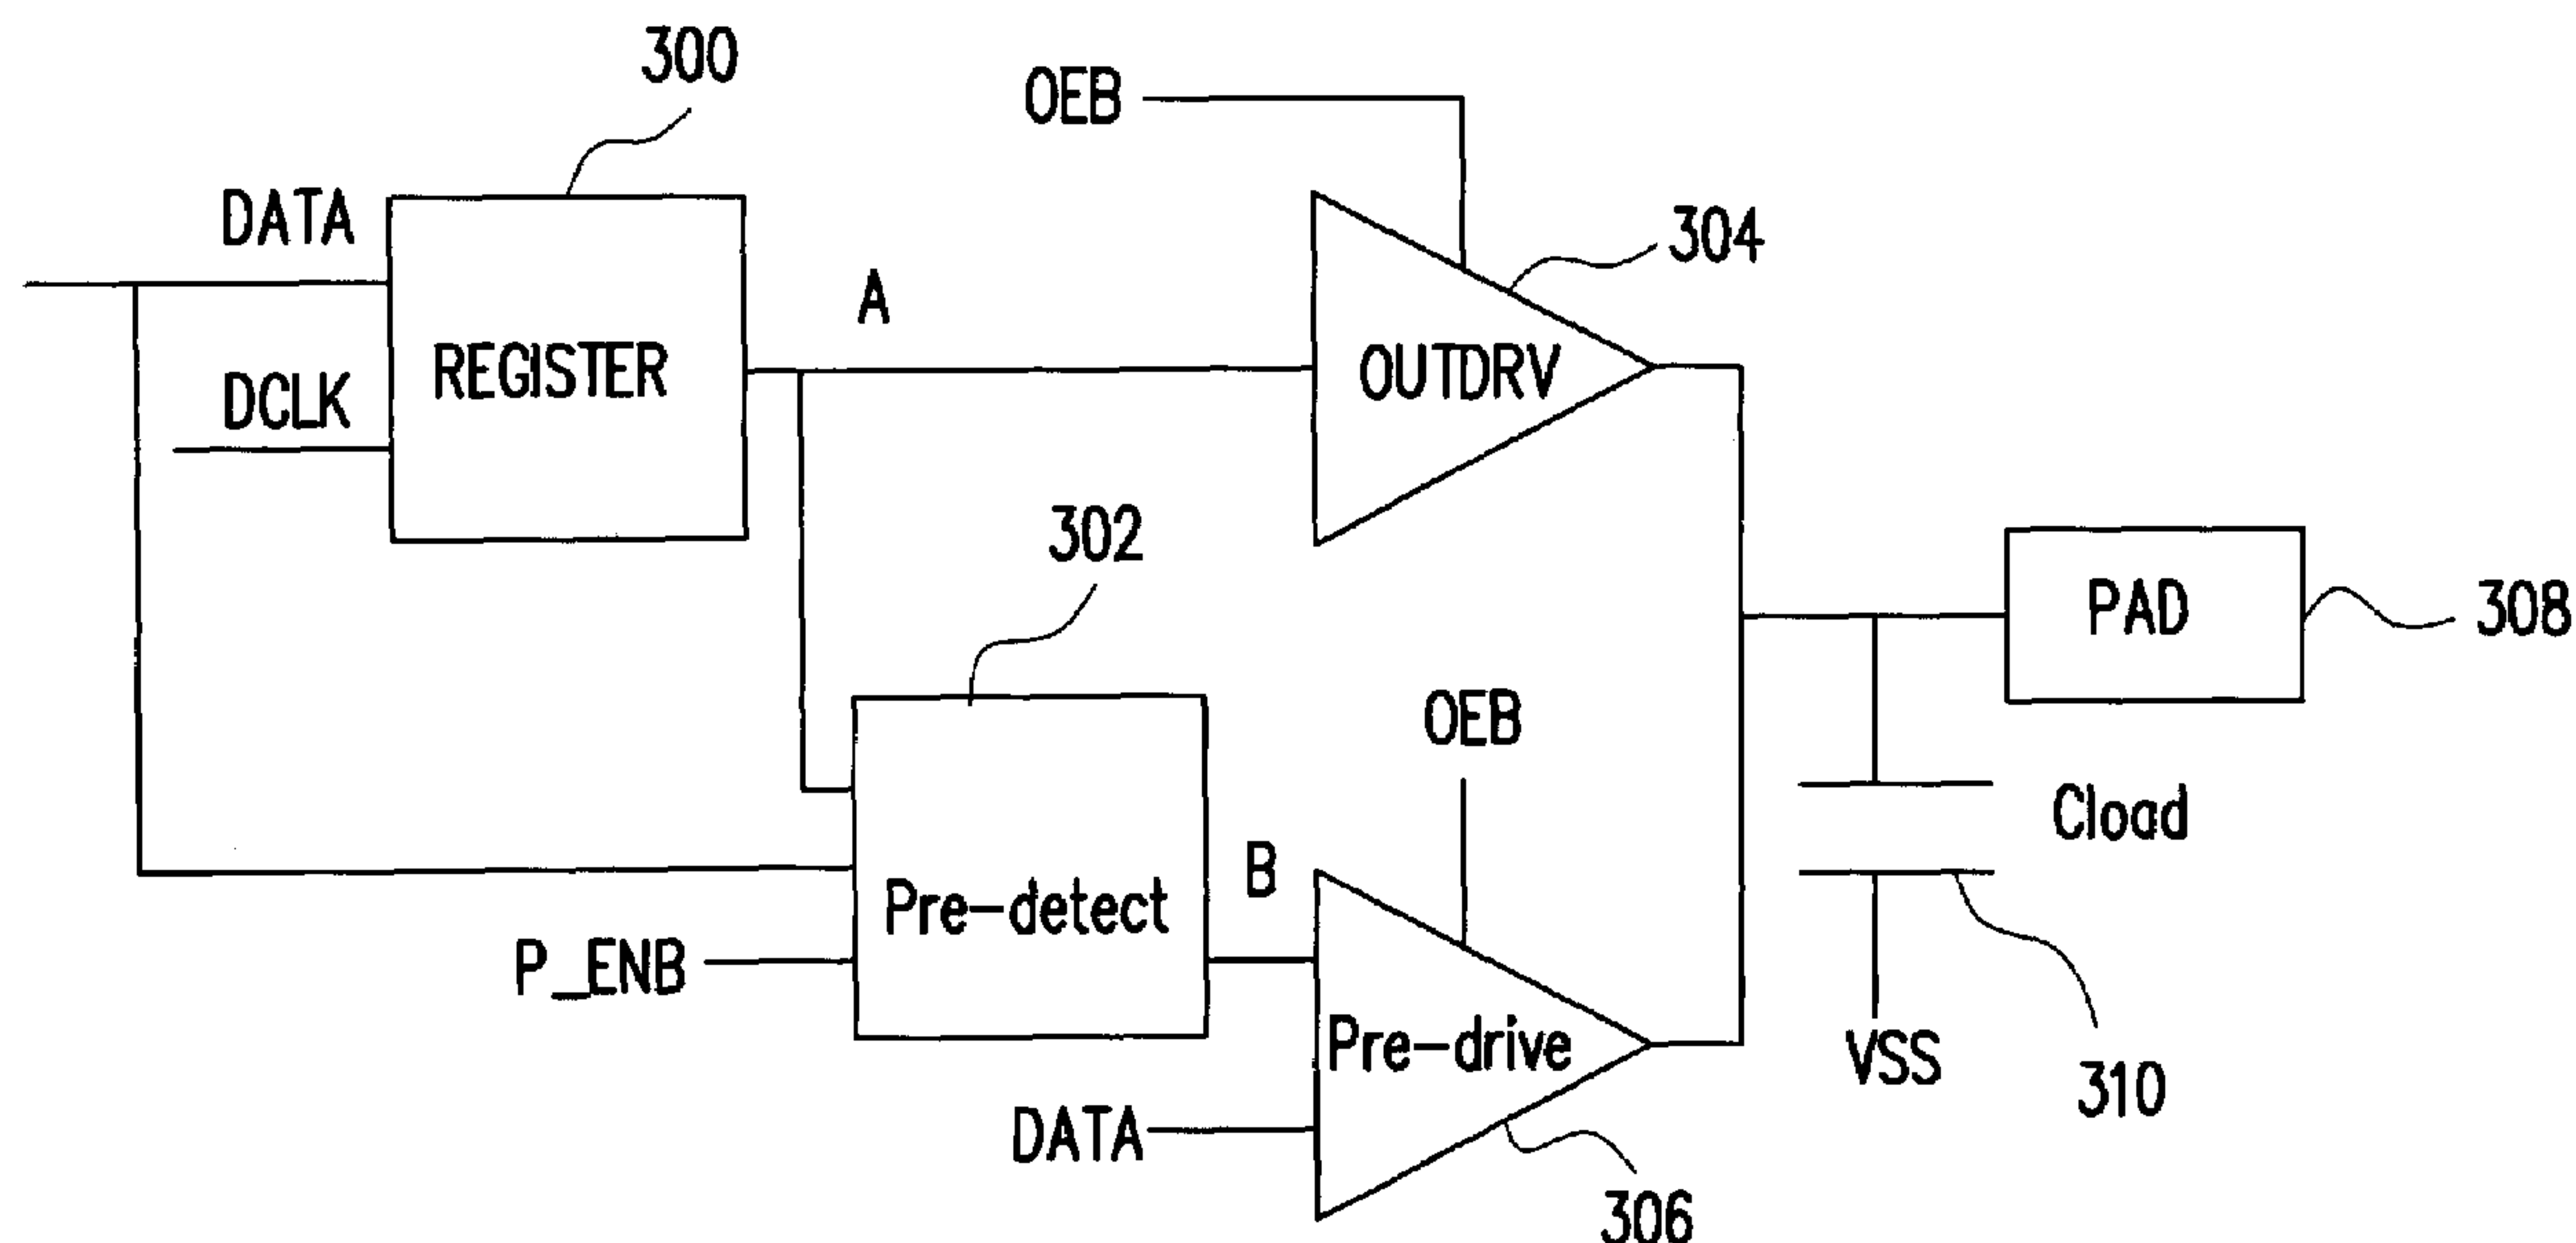 300
OEB
DATA
304
A
REGISTER
OUTDRV
DCLK
302
PAD
308
OEB
Cload
B
Pre-detect
P_ENB
Pre-drive
VSS
310
DATA
306